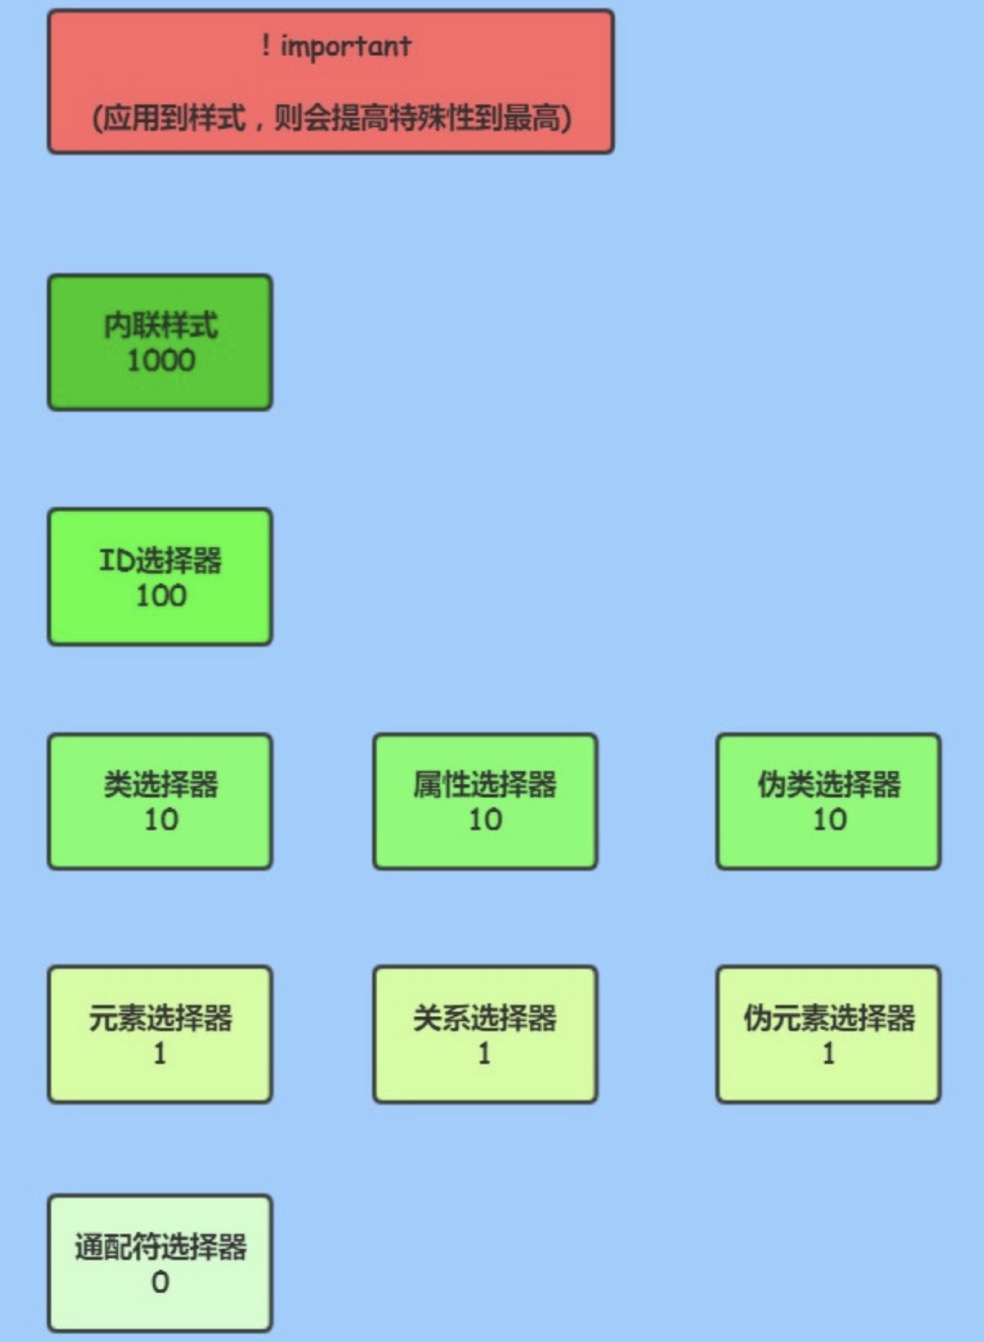 ! important
(应用到样式，则会提高特殊性到最高)
内联样式
1000
ID选择器
100
类选择器
10
属性选择器
10
伪类选择器
10
元素选择器
1
关系选择器
1
伪元素选择器
1
通配符选择器
0